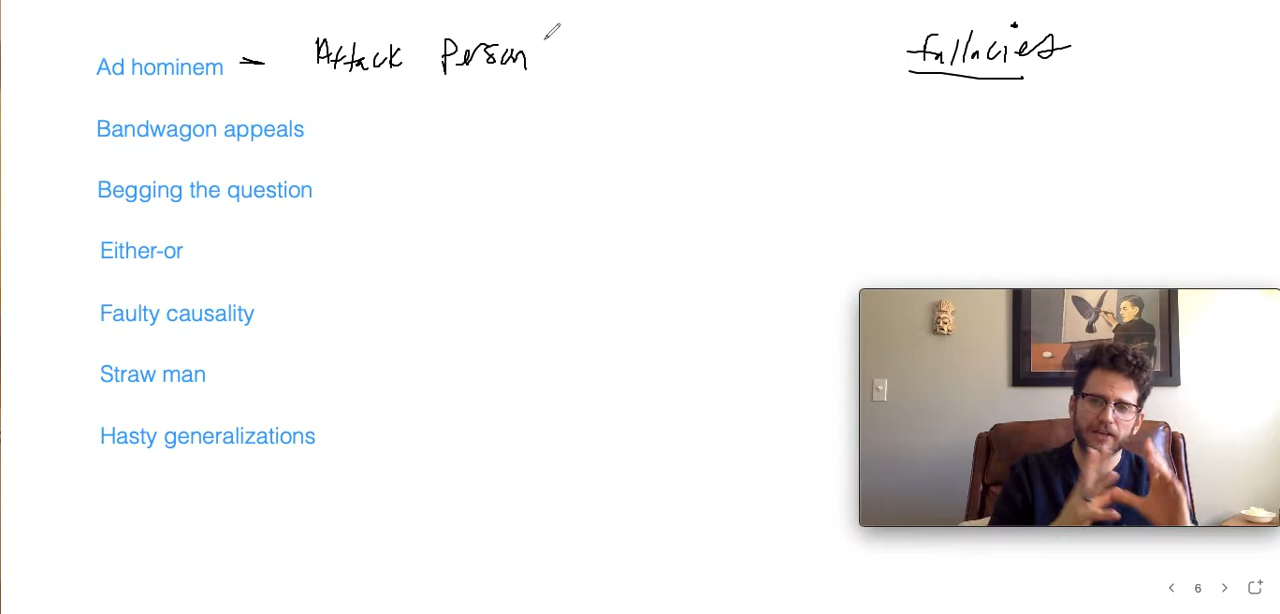 Ad hominem - Attack Person
fallacies
Bandwagon appeals
Begging the question
Either-or
Faulty causality
Straw man
Hasty generalizations
6